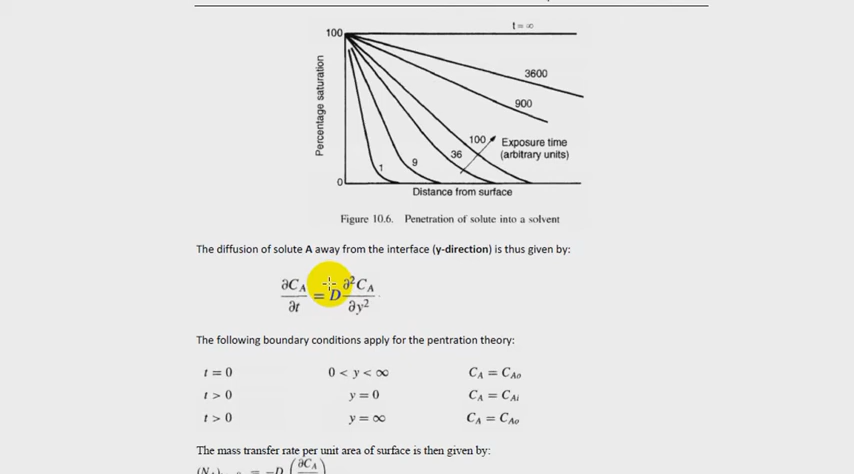 t = ∞
100
3600
900
Percentage saturation
100
Exposure time
36
(arbitrary units)
9
1
0
Distance from surface
Figure 10.6. Penetration of solute into a solvent
The diffusion of solute A away from the interface (y-direction) is thus given by:
∂C_A/∂t = D ∂²C_A/∂y²
The following boundary conditions apply for the pentration theory:
t = 0 0 < y < ∞ C_A = C_Ao
t > 0 y = 0 C_A = C_Ai
t > 0 y = ∞ C_A = C_Ao
The mass transfer rate per unit area of surface is then given by:
= −D (∂C_A